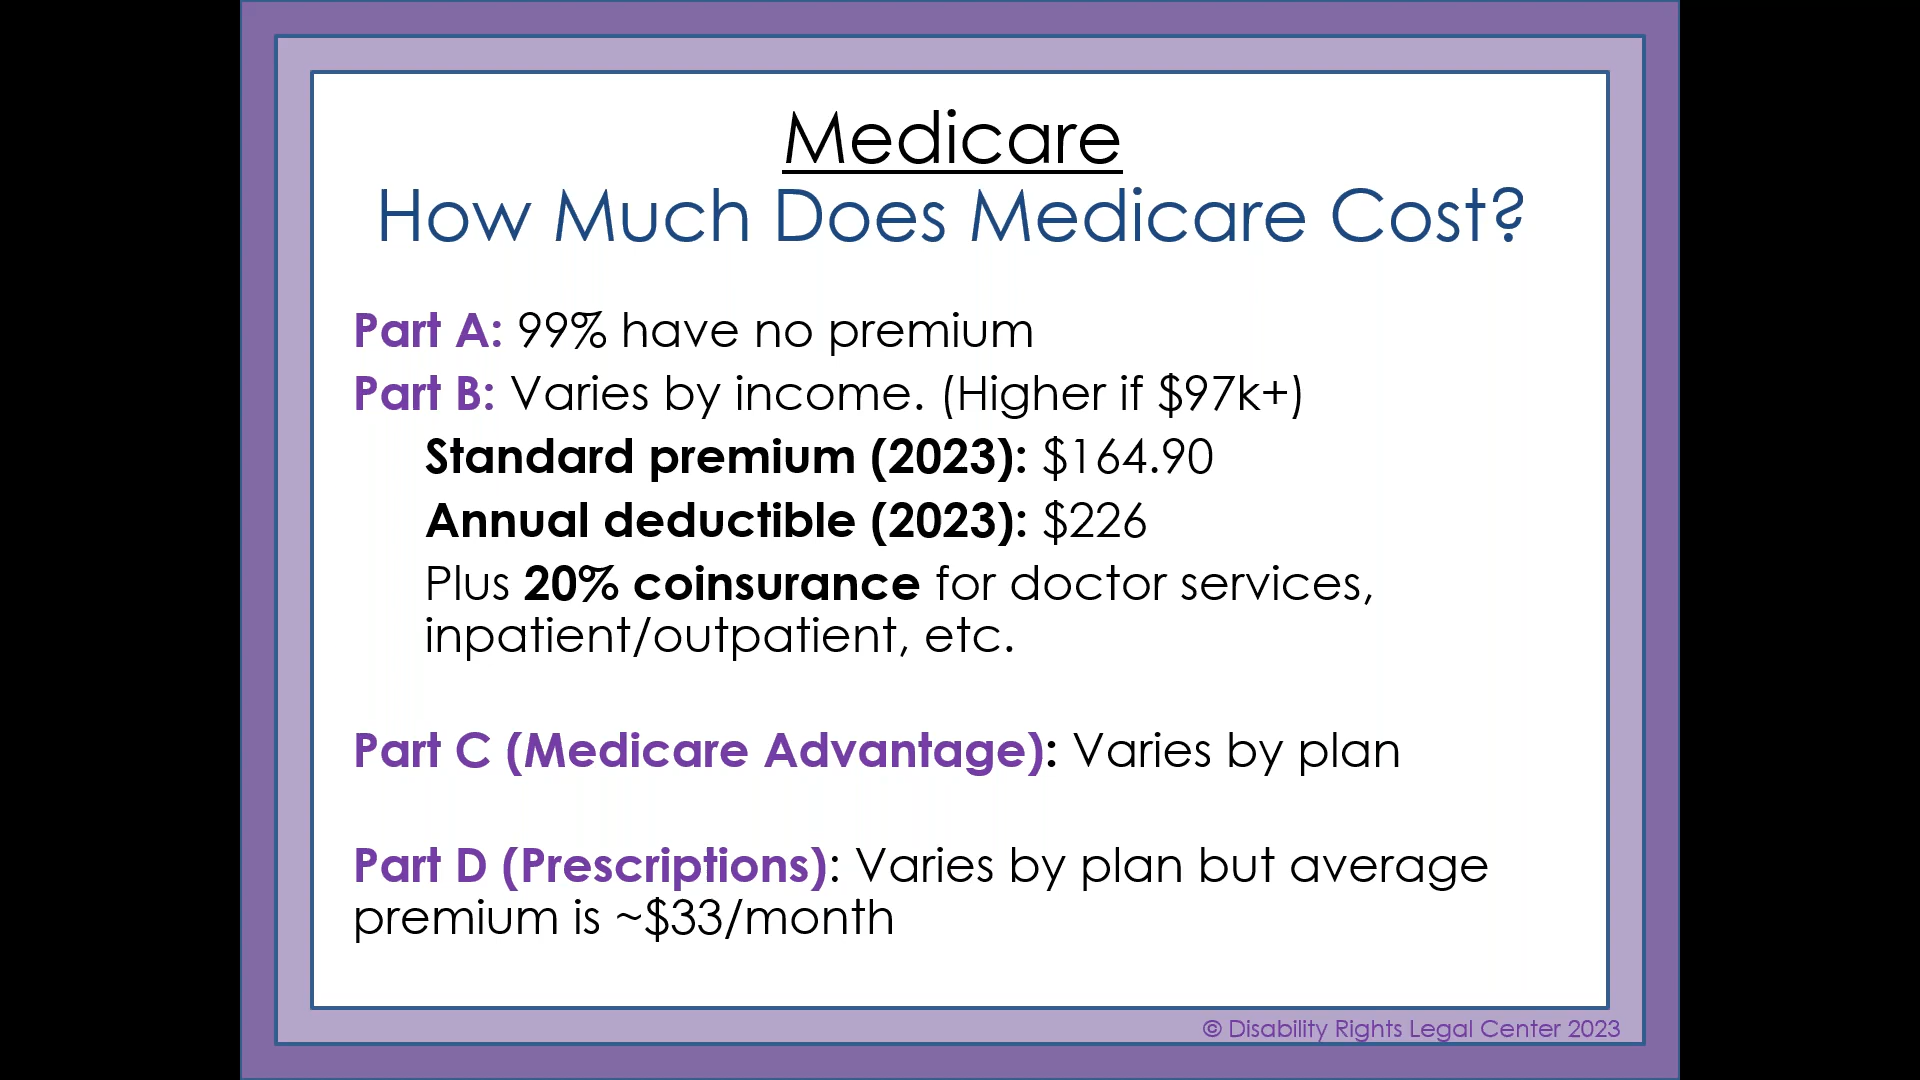 Medicare
How Much Does Medicare Cost?
Part A: 99% have no premium
Part B: Varies by income. (Higher if $97k+)
Standard premium (2023): $164.90
Annual deductible (2023): $226
Plus 20% coinsurance for doctor services,
inpatient/outpatient, etc.
Part C (Medicare Advantage): Varies by plan
Part D (Prescriptions): Varies by plan but average
premium is ~$33/month
© Disability Rights Legal Center 2023